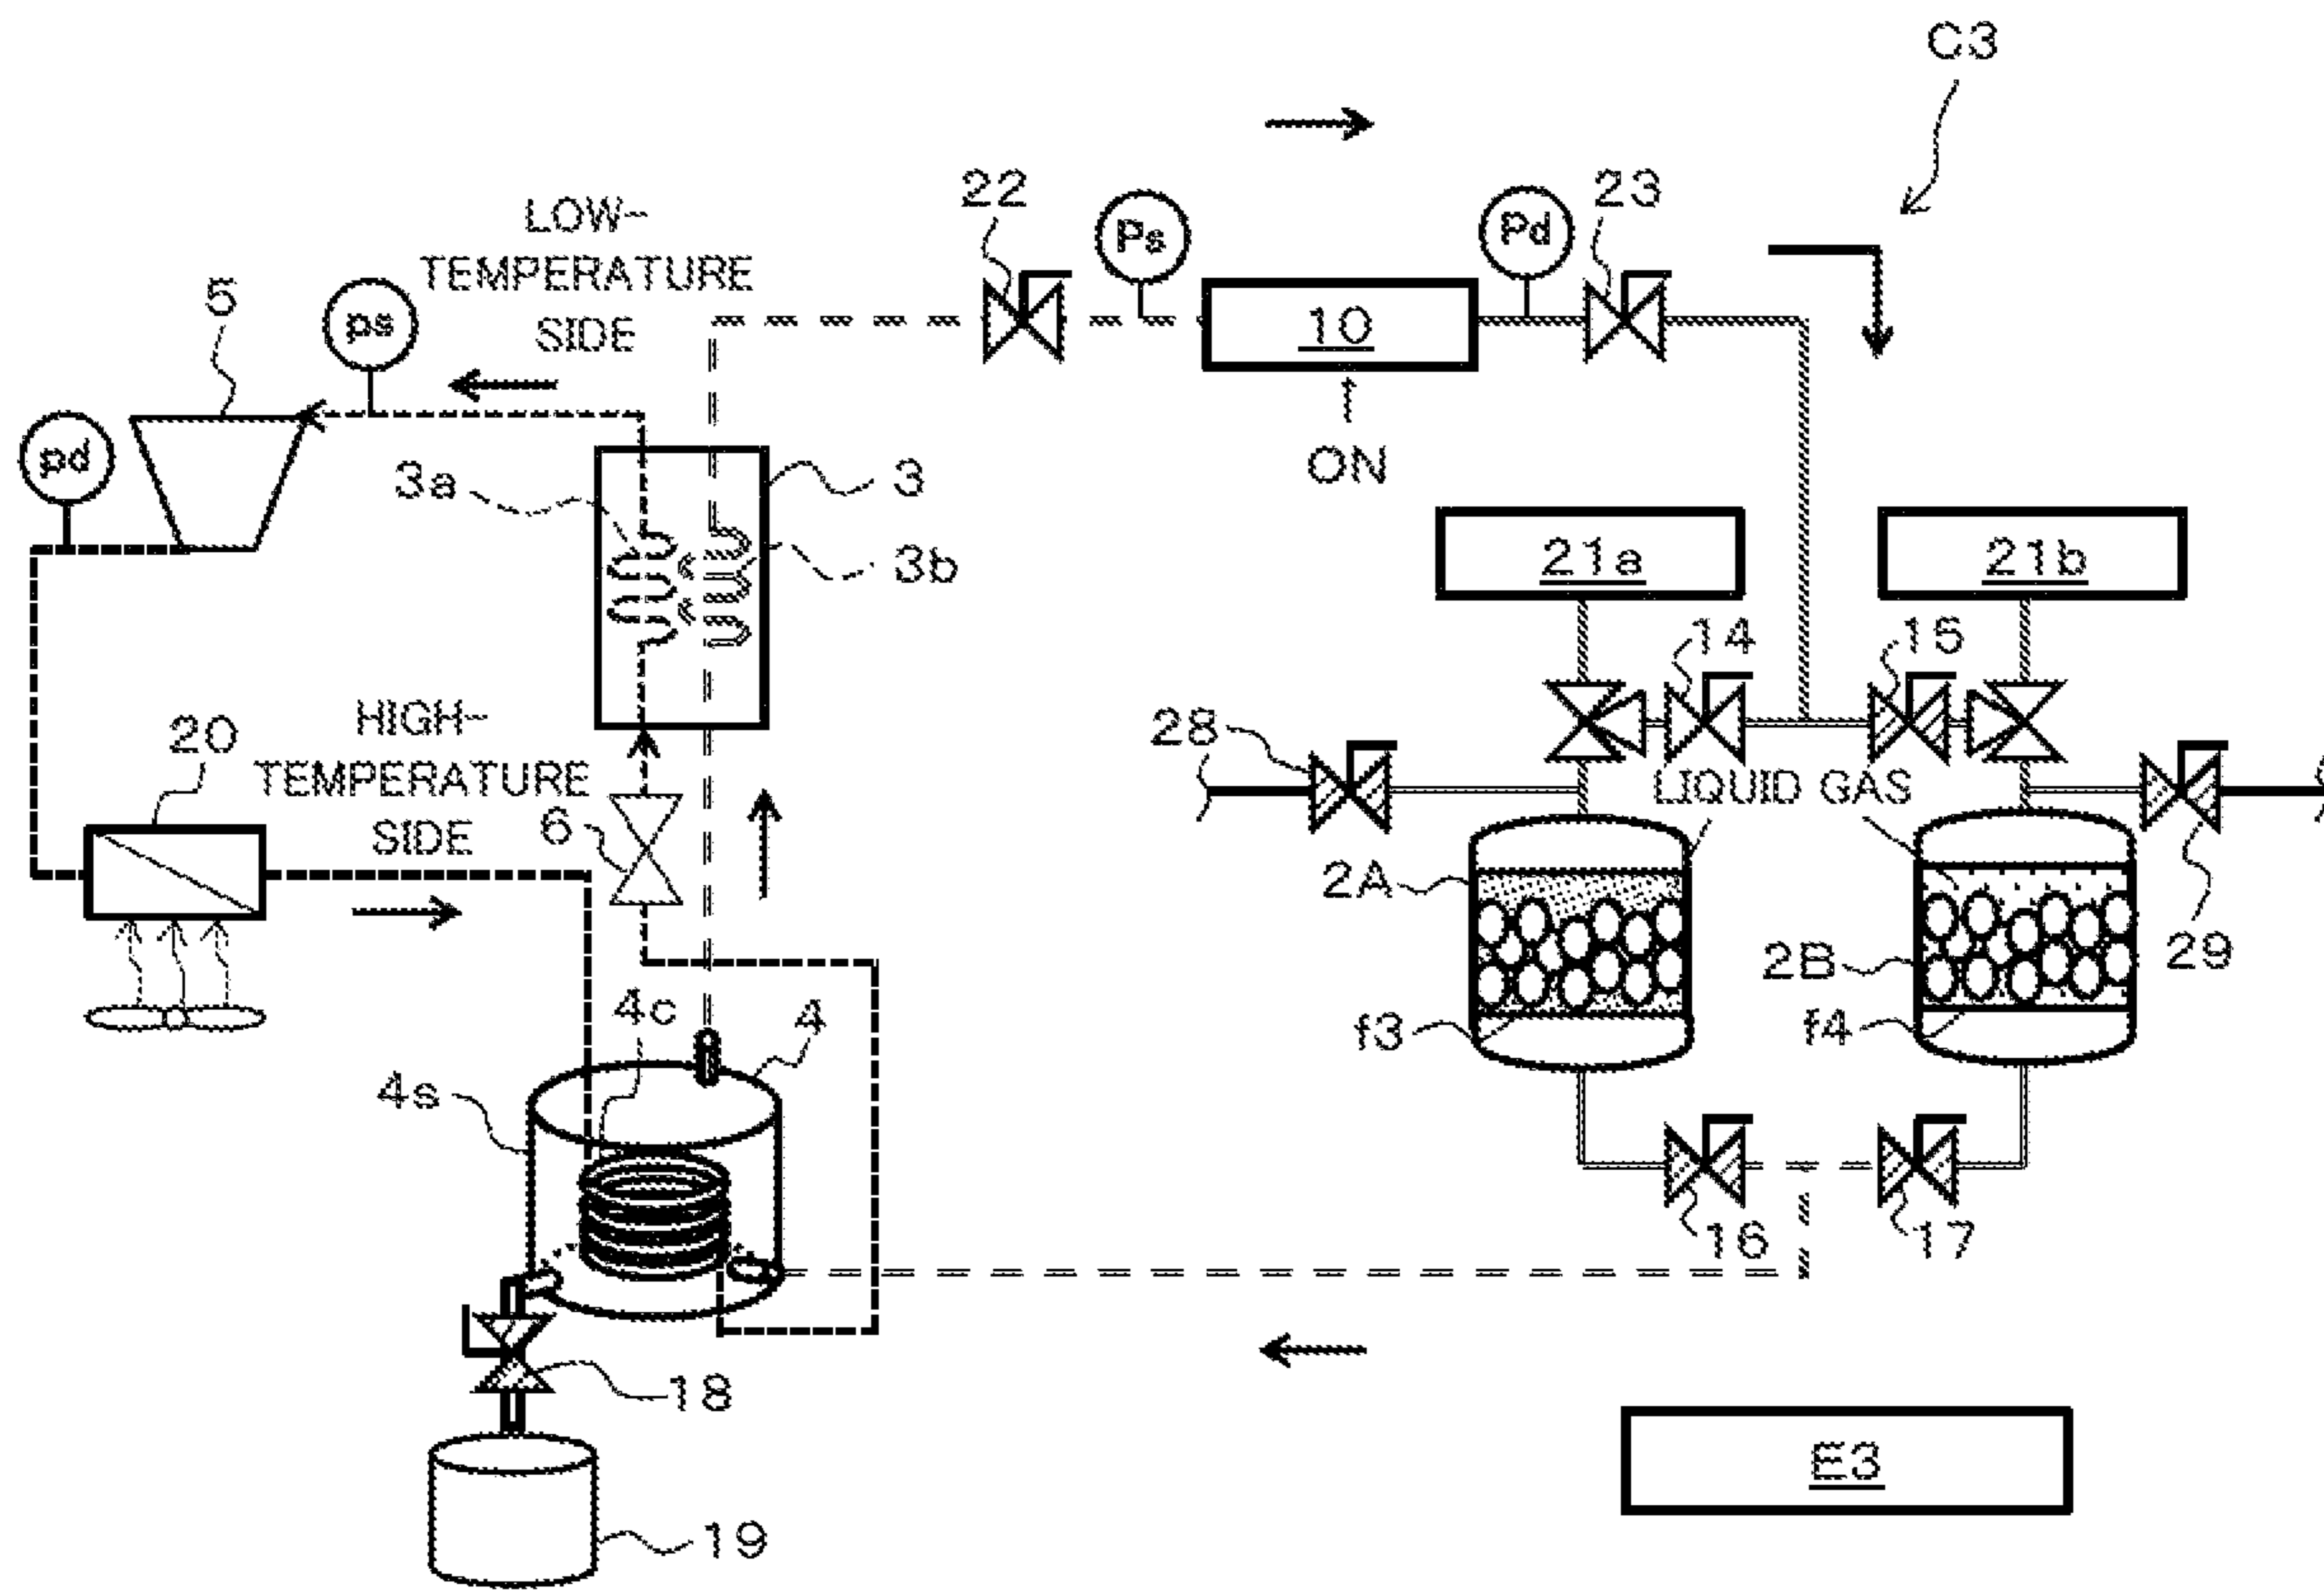 C3
22
Ps
Pd
23
LOW-
TEMPERATURE
SIDE
5
ps
10
pd
ON
3a
3
3b
21a
21b
14
15
20
HIGH-
TEMPERATURE
SIDE
28
6
LIQUID GAS
2A
2B
29
4c
4
f3
f4
4s
16
17
18
E3
19